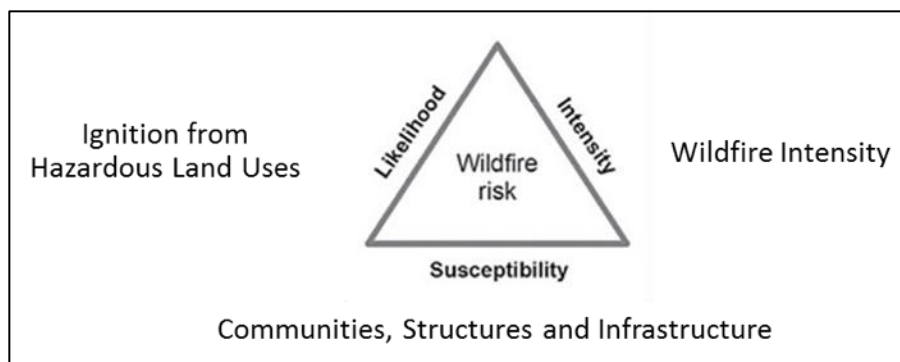 Ignition from
Hazardous Land Uses
Likelihood
Wildfire
risk
Intensity
Wildfire Intensity
Susceptibility
Communities, Structures and Infrastructure